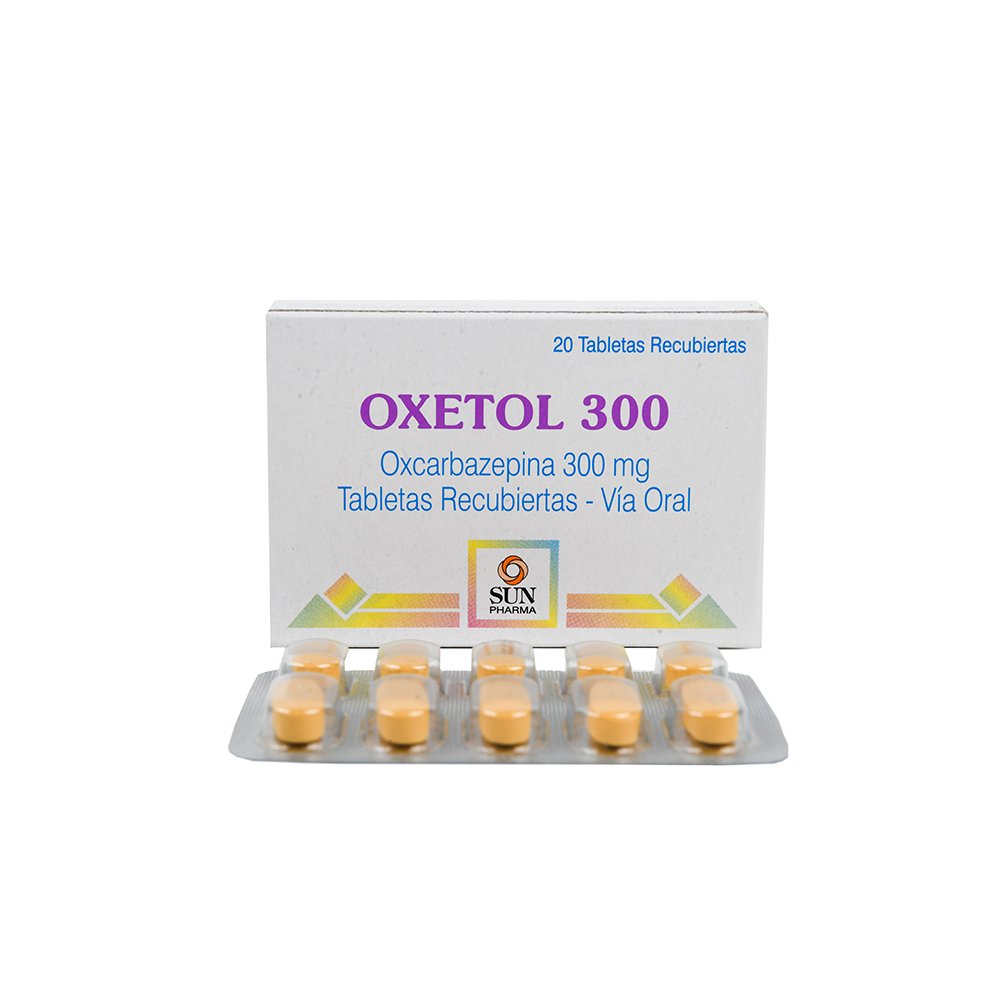 20 Tabletas Recubiertas
OXETOL 300
Oxcarbazepina 300 mg
Tabletas Recubiertas - Vía Oral
SUN
PHARMA